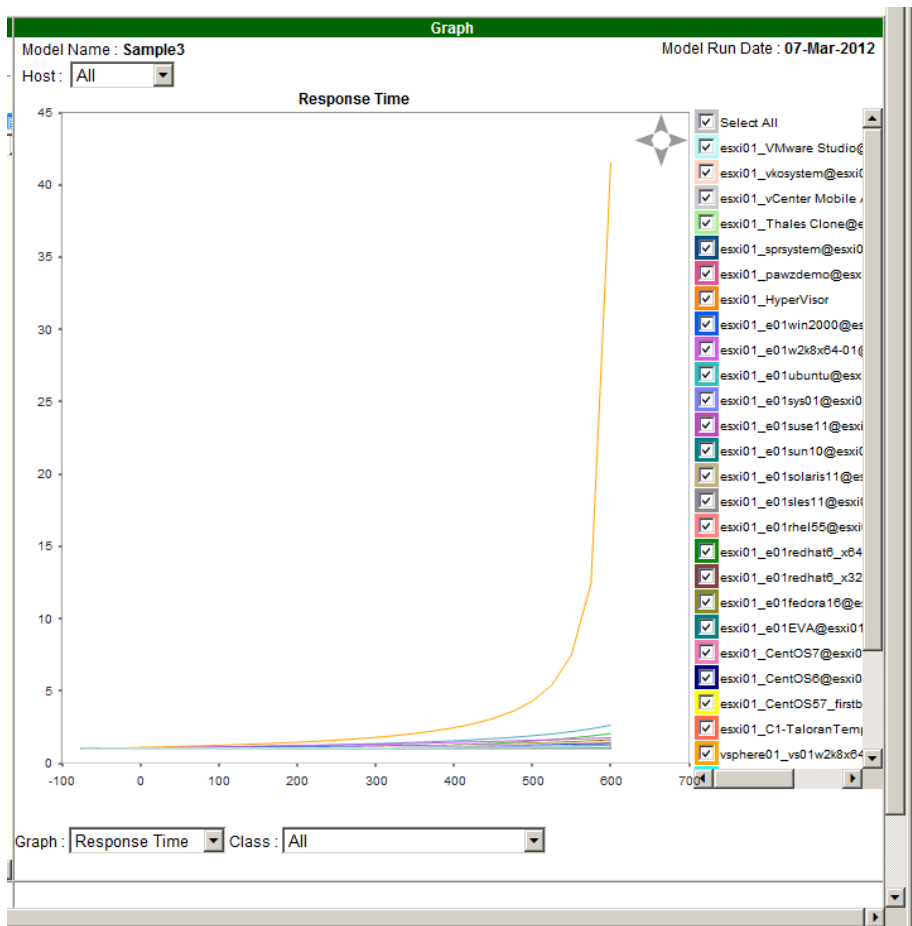 Graph
Model Name : Sample3
Model Run Date : 07-Mar-2012
Host : All
Response Time
45
40
35
30
25
20
15
10
5
0
-100 0 100 200 300 400 500 600 700
Select All
esxi01_VMware Studio@
esxi01_vkosystem@esxi0
esxi01_vCenter Mobile
esxi01_Thales Clone@e
esxi01_sprsystem@esxi0
esxi01_pawzdemo@esx
esxi01_HyperVisor
esxi01_e01win2000@es
esxi01_e01w2k8x64-01@
esxi01_e01ubuntu@esx
esxi01_e01sys01@esxi0
esxi01_e01suse11@esxi
esxi01_e01sun10@esxi0
esxi01_e01solaris11@es
esxi01_e01sles11@esxi
esxi01_e01rhel55@esxi
esxi01_e01redhat6_x64
esxi01_e01redhat6_x32
esxi01_e01fedora16@e
esxi01_e01EVA@esxi01
esxi01_CentOS7@esxi0
esxi01_CentOS6@esxi0
esxi01_CentOS57_firstb
esxi01_C1-TaloranTem
vsphere01_vs01w2k8x64
Graph : Response Time Class : All